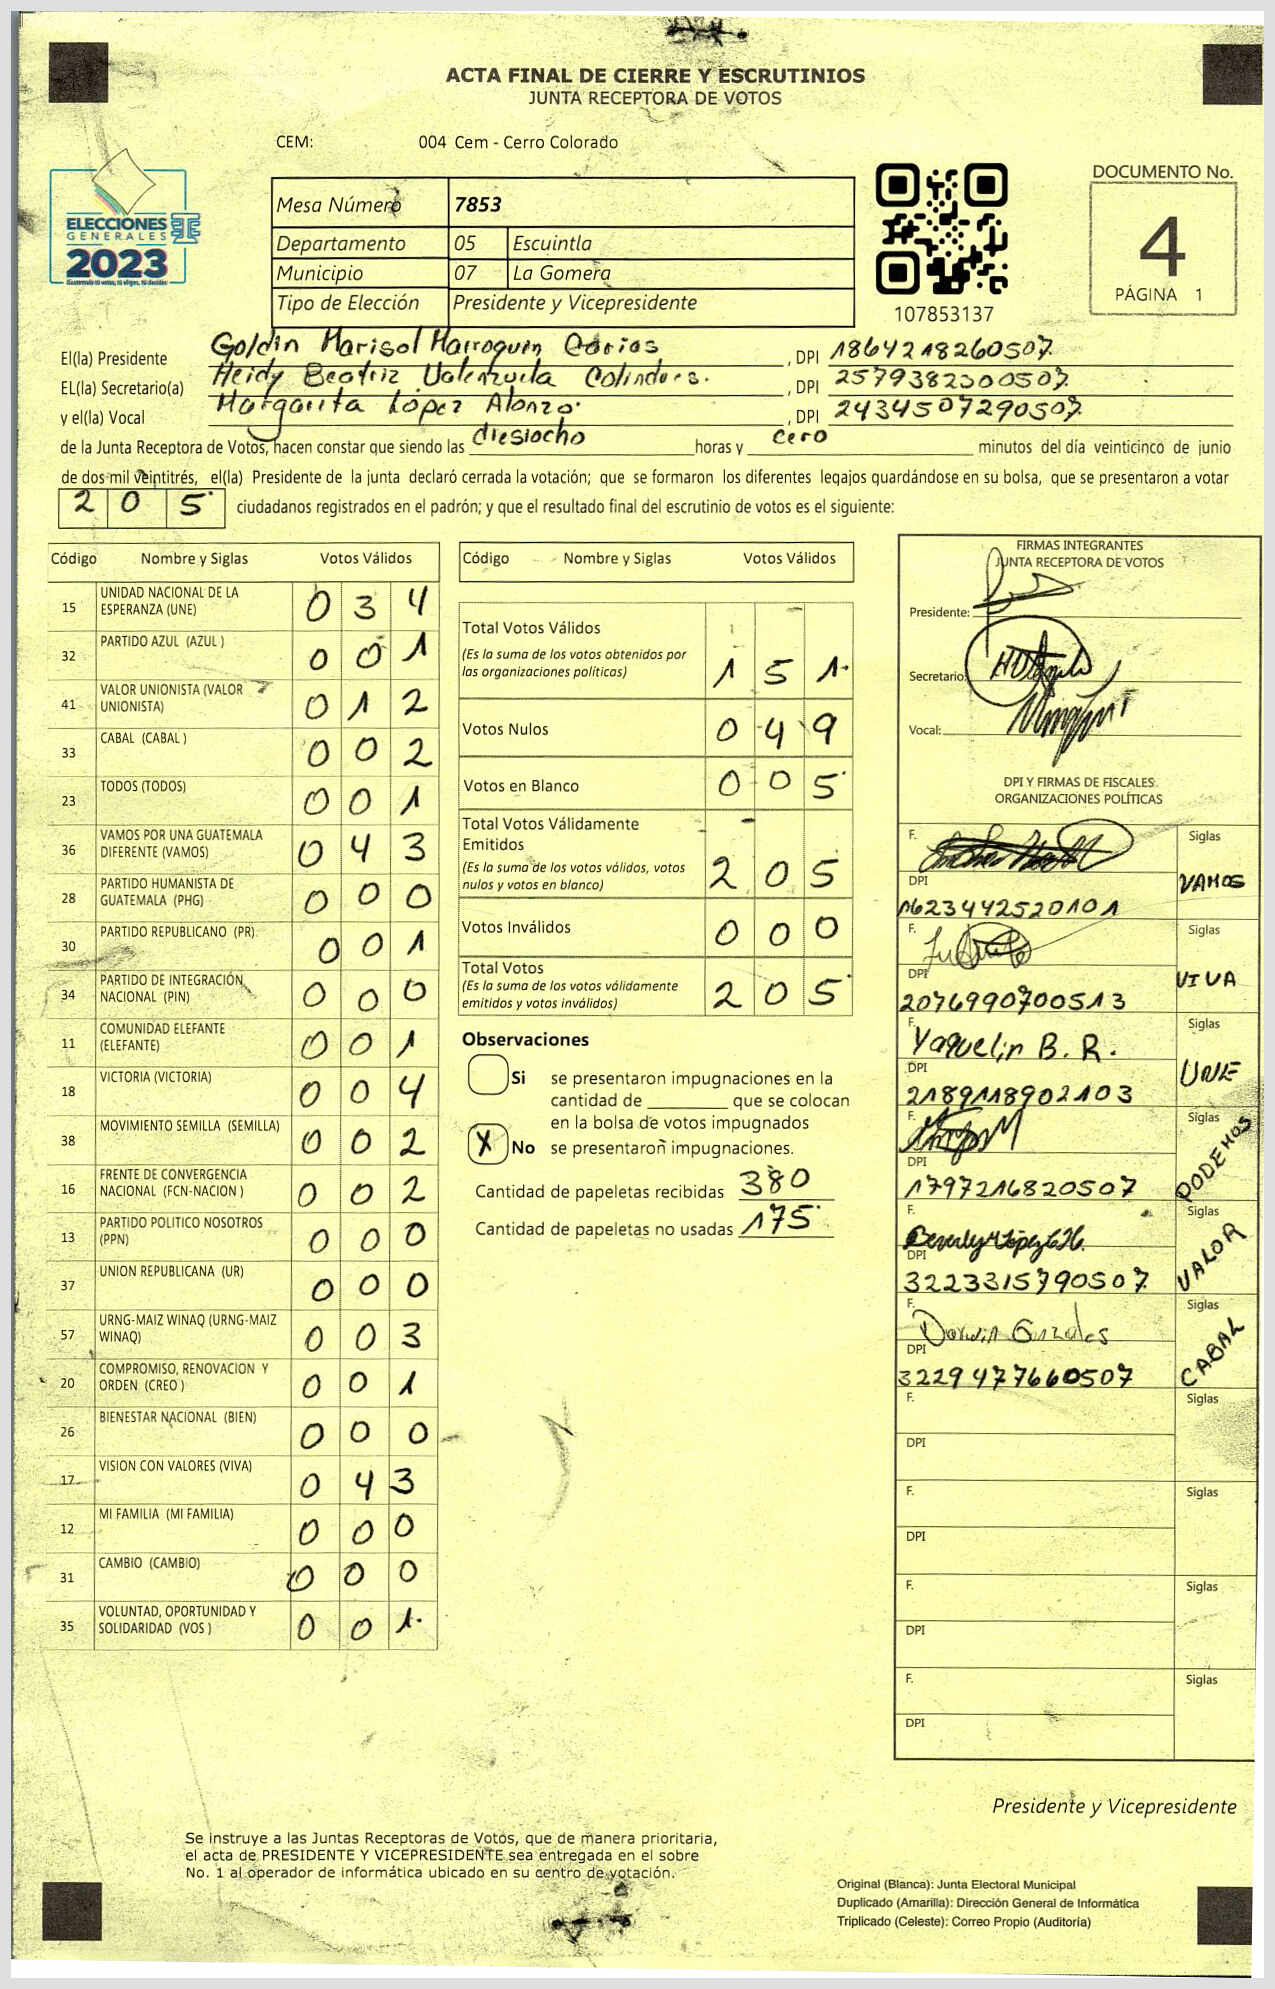 ACTA FINAL DE CIERRE Y ESCRUTINIOS
JUNTA RECEPTORA DE VOTOS
CEM: 004 Cem - Cerro Colorado
ELECCIONES
GENERALES
2023
Mesa Número 7853
Departamento 05 Escuintla
Municipio 07 La Gomera
Tipo de Elección Presidente y Vicepresidente
107853137
DOCUMENTO No.
4
PÁGINA 1
El(la) Presidente Goldin Marisol Marroquin Carias, DPI 1864218260507
EL(la) Secretario(a) Heidy Beatriz Valenzuela Colindres., DPI 2579382300507
y el(la) Vocal Margarita López Alonzo., DPI 2434507290507
de la Junta Receptora de Votos, hacen constar que siendo las diesiocho horas y cero minutos del día veinticinco de junio
de dos mil veintitrés, el(la) Presidente de la junta declaró cerrada la votación; que se formaron los diferentes legajos guardándose en su bolsa, que se presentaron a votar
205 ciudadanos registrados en el padrón; y que el resultado final del escrutinio de votos es el siguiente:
Código Nombre y Siglas Votos Válidos
15 UNIDAD NACIONAL DE LA ESPERANZA (UNE) 0 3 4
32 PARTIDO AZUL (AZUL ) 0 0 1
41 VALOR UNIONISTA (VALOR UNIONISTA) 0 1 2
33 CABAL (CABAL ) 0 0 2
23 TODOS (TODOS) 0 0 1
36 VAMOS POR UNA GUATEMALA DIFERENTE (VAMOS) 0 4 3
28 PARTIDO HUMANISTA DE GUATEMALA (PHG) 0 0 0
30 PARTIDO REPUBLICANO (PR) 0 0 1
34 PARTIDO DE INTEGRACIÓN NACIONAL (PIN) 0 0 0
11 COMUNIDAD ELEFANTE (ELEFANTE) 0 0 1
18 VICTORIA (VICTORIA) 0 0 4
38 MOVIMIENTO SEMILLA (SEMILLA) 0 0 2
16 FRENTE DE CONVERGENCIA NACIONAL (FCN-NACION ) 0 0 2
13 PARTIDO POLITICO NOSOTROS (PPN) 0 0 0
37 UNION REPUBLICANA (UR) 0 0 0
57 URNG-MAIZ WINAQ (URNG-MAIZ WINAQ) 0 0 3
20 COMPROMISO, RENOVACION Y ORDEN (CREO ) 0 0 1
26 BIENESTAR NACIONAL (BIEN) 0 0 0
17 VISION CON VALORES (VIVA) 0 4 3
12 MI FAMILIA (MI FAMILIA) 0 0 0
31 CAMBIO (CAMBIO) 0 0 0
35 VOLUNTAD, OPORTUNIDAD Y SOLIDARIDAD (VOS ) 0 0 1
Código Nombre y Siglas Votos Válidos
Total Votos Válidos
(Es la suma de los votos obtenidos por
las organizaciones políticas) 1 5 1
Votos Nulos 0 4 9
Votos en Blanco 0 0 5
Total Votos Válidamente
Emitidos
(Es la suma de los votos válidos, votos
nulos y votos en blanco) 2 0 5
Votos Inválidos 0 0 0
Total Votos
(Es la suma de los votos válidamente
emitidos y votos inválidos) 2 0 5
Observaciones
Si se presentaron impugnaciones en la
cantidad de ________ que se colocan
en la bolsa de votos impugnados
X No se presentaron impugnaciones.
Cantidad de papeletas recibidas 380
Cantidad de papeletas no usadas 175
FIRMAS INTEGRANTES
JUNTA RECEPTORA DE VOTOS
Presidente:
Secretario:
Vocal:
DPI Y FIRMAS DE FISCALES
ORGANIZACIONES POLÍTICAS
F. Siglas VAMOS
DPI 1623442520101
F. Siglas VIVA
DPI 2076990700513
F. Yaquelin B. R. Siglas UNE
DPI 2189118902103
F. Siglas PODEMOS
DPI 1797216820507
F. Siglas VALOR
DPI 3223315790507
F. Darwin Gonzales Siglas CABAL
DPI 3229477660507
F. Siglas
DPI
F. Siglas
DPI
F. Siglas
DPI
F. Siglas
DPI
Presidente y Vicepresidente
Se instruye a las Juntas Receptoras de Votos, que de manera prioritaria,
el acta de PRESIDENTE Y VICEPRESIDENTE sea entregada en el sobre
No. 1 al operador de informática ubicado en su centro de votación.
Original (Blanca): Junta Electoral Municipal
Duplicado (Amarilla): Dirección General de Informática
Triplicado (Celeste): Correo Propio (Auditoría)